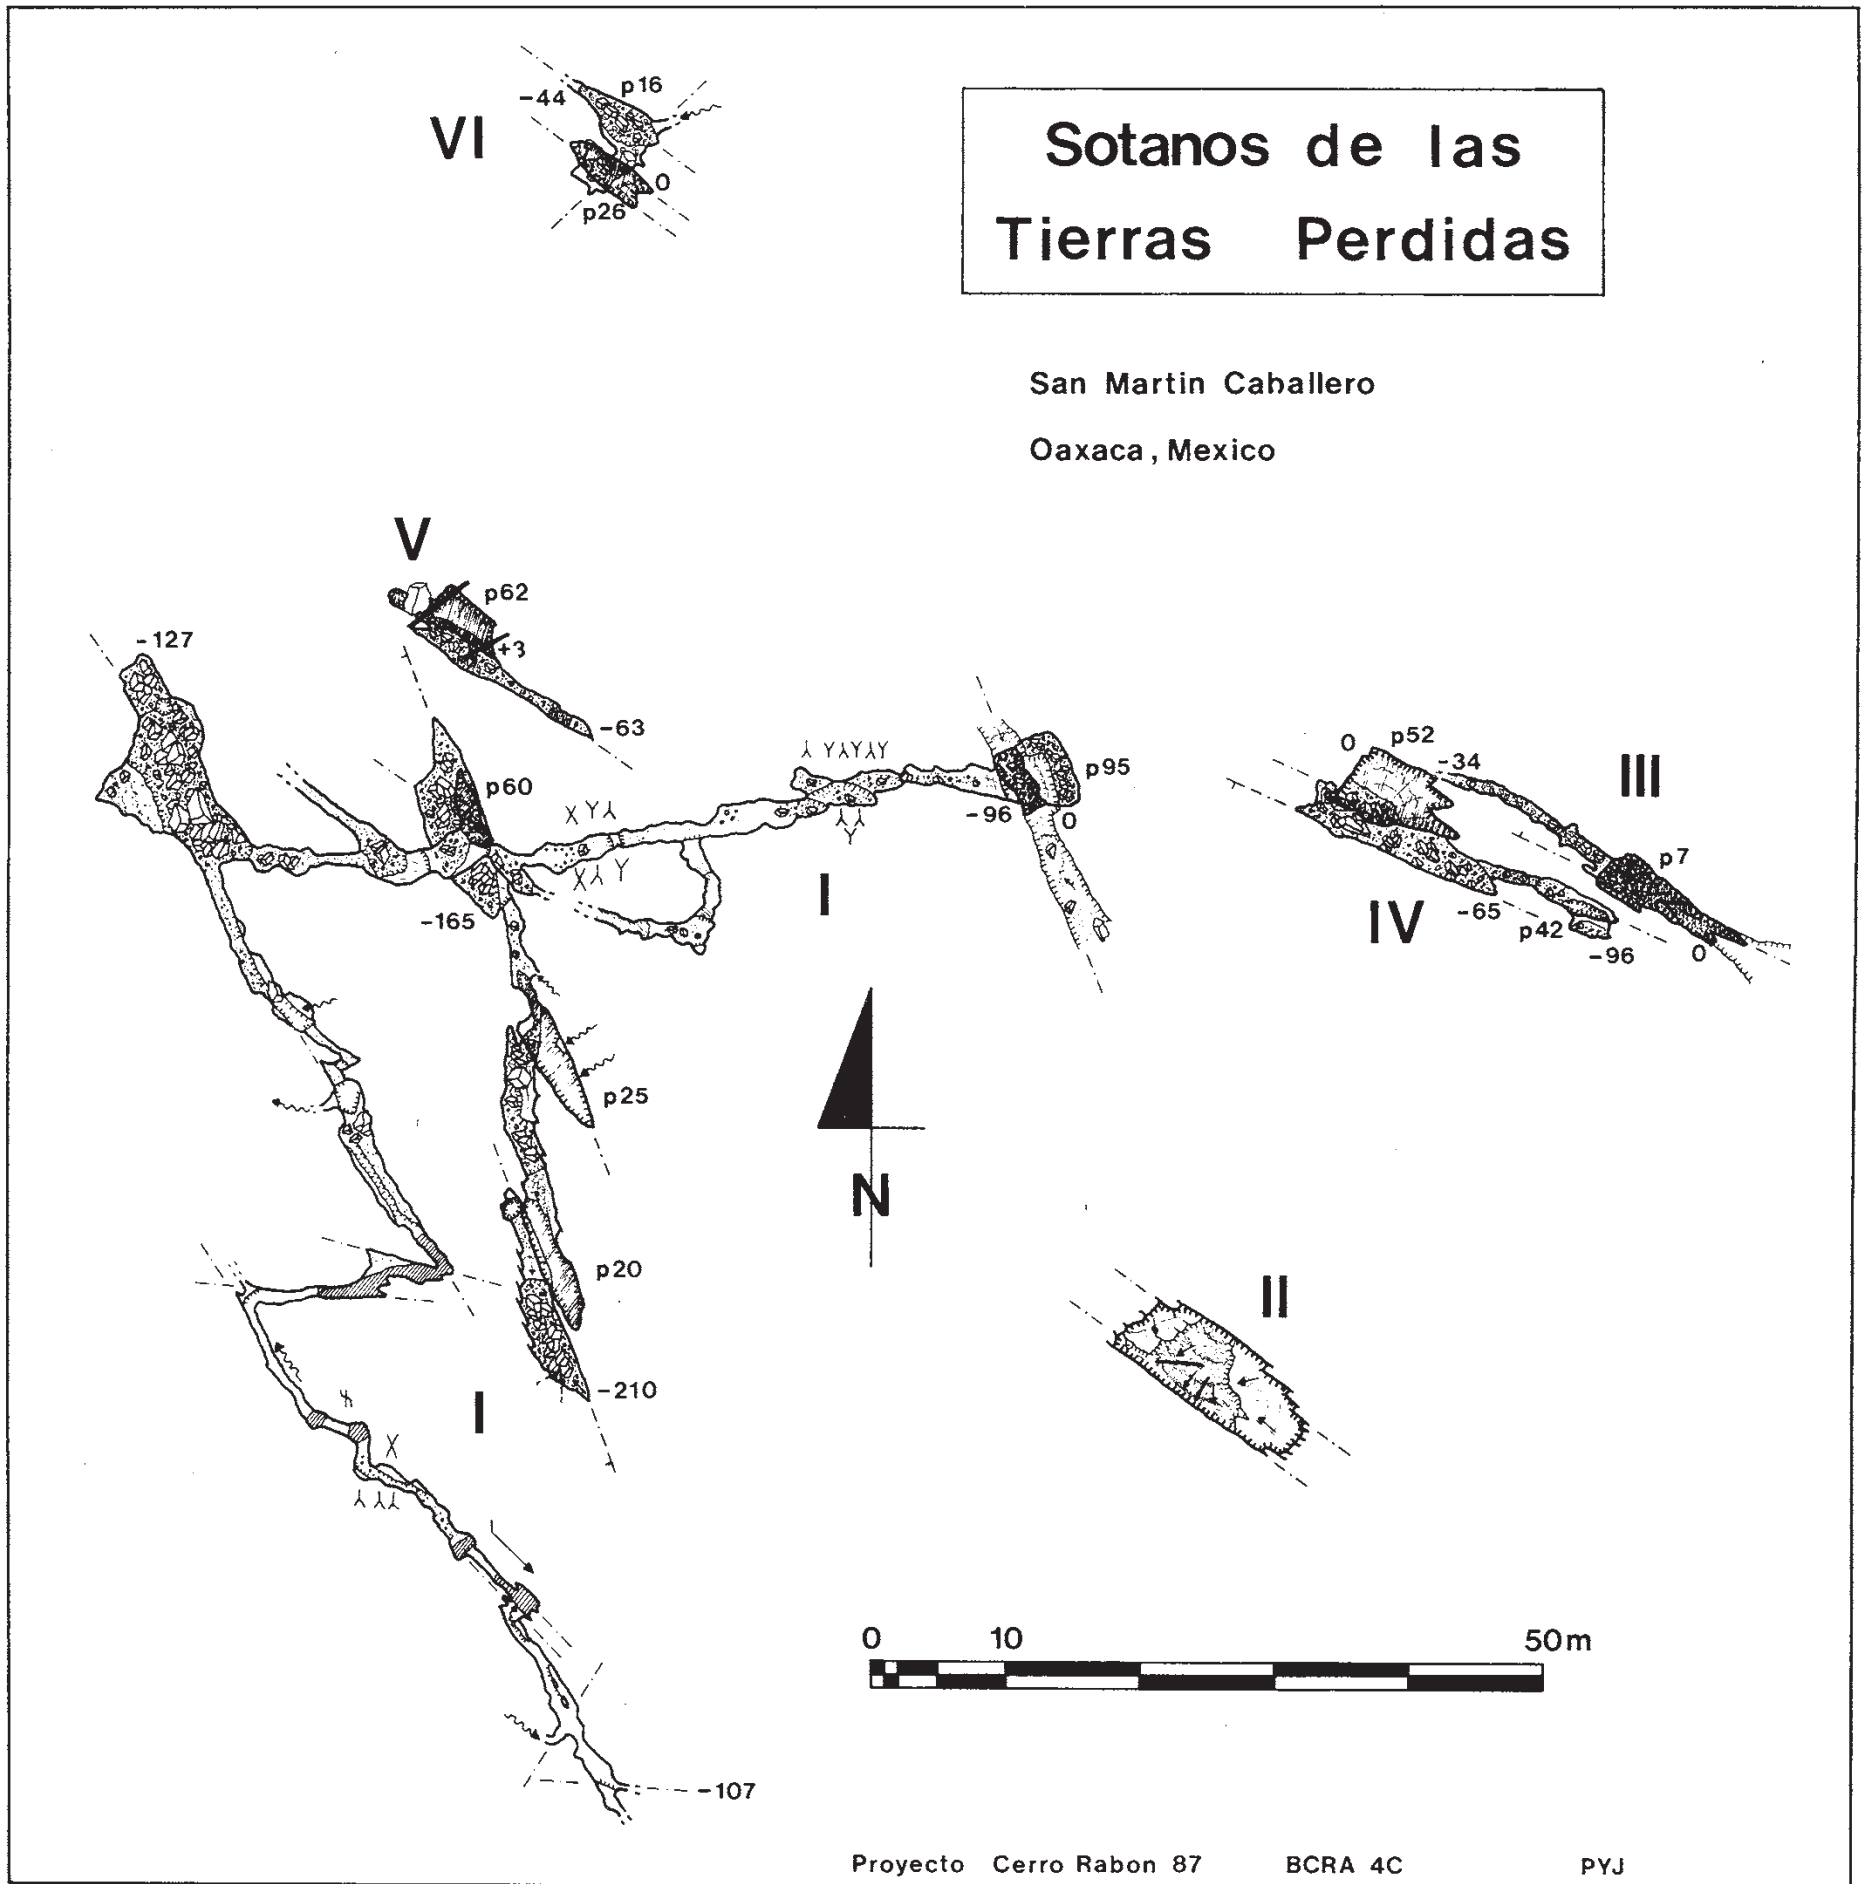 Sotanos de las
Tierras Perdidas
San Martin Caballero
Oaxaca, Mexico
VI
-44
p16
0
p26
V
p62
+3
-63
-127
p60
-165
p95
-96
0
I
0
p52
-34
III
p7
IV
-65
p42
-96
0
p25
N
p20
-210
I
II
0 10 50m
-107
Proyecto Cerro Rabon 87 BCRA 4C PYJ